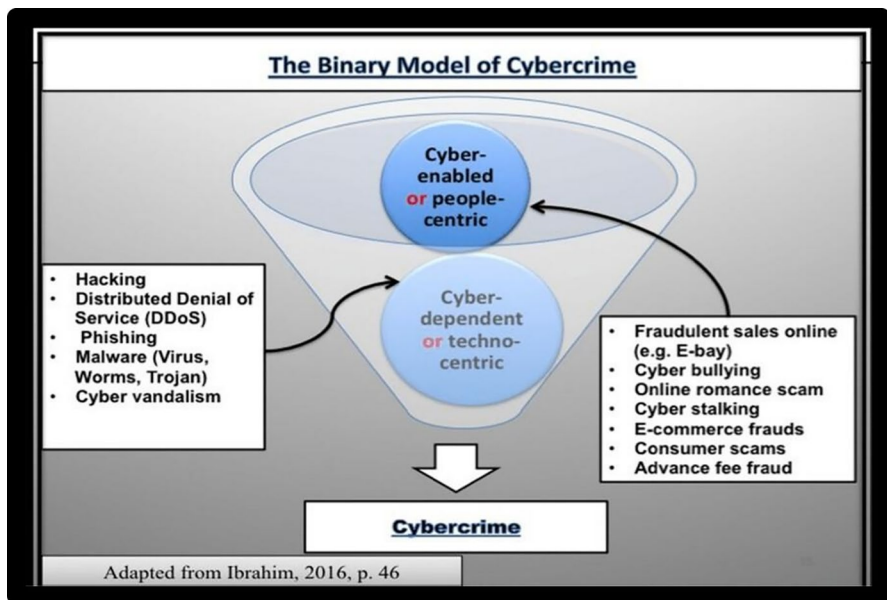 The Binary Model of Cybercrime
Cyber-
enabled
or people-
centric
Cyber-
dependent
or techno-
centric
• Hacking
• Distributed Denial of
Service (DDoS)
• Phishing
• Malware (Virus,
Worms, Trojan)
• Cyber vandalism
• Fraudulent sales online
(e.g. E-bay)
• Cyber bullying
• Online romance scam
• Cyber stalking
• E-commerce frauds
• Consumer scams
• Advance fee fraud
Cybercrime
Adapted from Ibrahim, 2016, p. 46